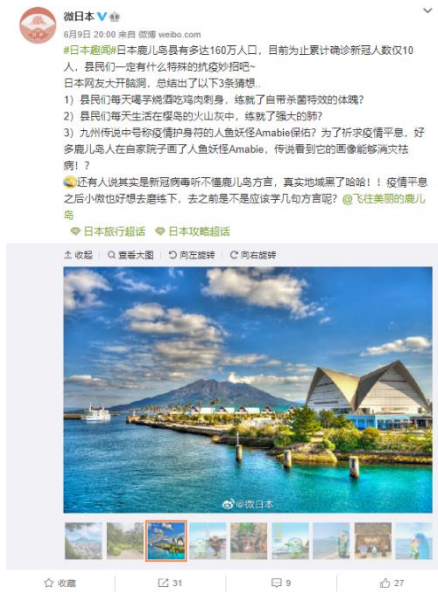 微日本
6月9日 20:00 来自 微博 weibo.com
#日本趣闻#日本鹿儿岛县有多达160万人口，目前为止累计确诊新冠人数仅10
人，县民们一定有什么特殊的抗疫妙招吧~
日本网友大开脑洞，总结出了以下3条猜想..
1）县民们每天喝芋烧酒吃鸡肉刺身，练就了自带杀菌特效的体魄？
2）县民们每天生活在樱岛的火山灰中，练就了强大的肺？
3）九州传说中号称疫情护身符的人鱼妖怪Amabie保佑？为了祈求疫情平息，好
多鹿儿岛人在自家院子画了人鱼妖怪Amabie，传说看到它的画像能够消灾祛
病！？
还有人说其实是新冠病毒听不懂鹿儿岛方言，真实地域黑了哈哈！！疫情平息
之后小微也好想去磨练下，去之前是不是应该学几句方言呢？@飞往美丽的鹿儿
岛
日本旅行超话 日本攻略超话
收起 查看大图 向左旋转 向右旋转
@微日本
收藏 31 9 27